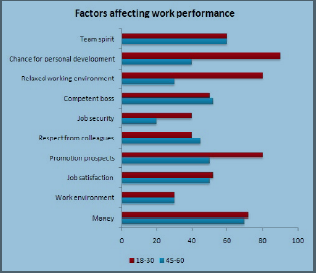 Factors affecting work performance
Team spirit
Chance for personal development
Relaxed working environment
Competent boss
Job security
Respect from colleagues
Promotion prospects
Job satisfaction
Work environment
Money
0 20 40 60 80 100
18-30 45-60